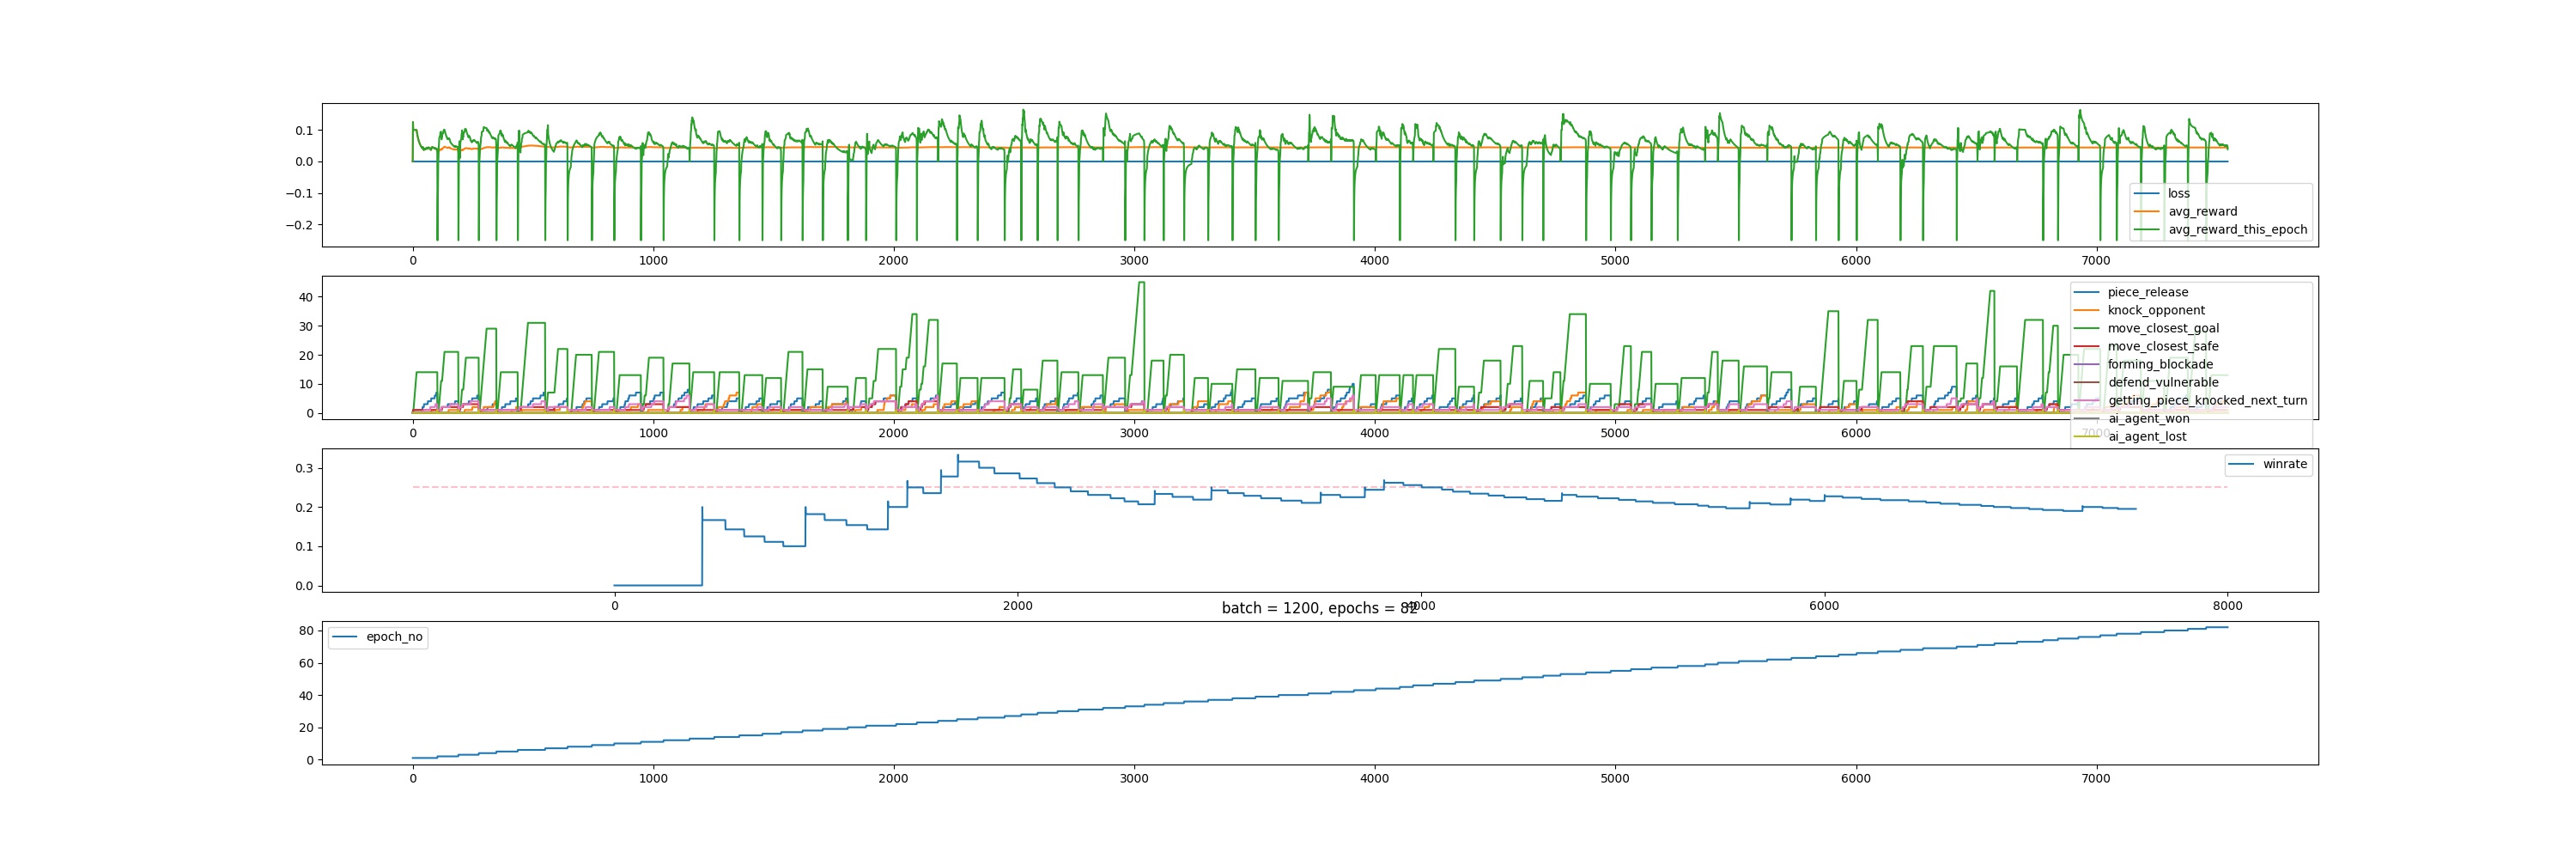 0.1
0.0
−0.1
−0.2
loss
avg_reward
avg_reward_this_epoch
0 1000 2000 3000 4000 5000 6000 7000
40
30
20
10
0
piece_release
knock_opponent
move_closest_goal
move_closest_safe
forming_blockade
defend_vulnerable
getting_piece_knocked_next_turn
ai_agent_won
ai_agent_lost
0 1000 2000 3000 4000 5000 6000 7000
0.3
0.2
0.1
0.0
winrate
0 2000 4000 6000 8000
batch = 1200, epochs = 82
80
60
40
20
0
epoch_no
0 1000 2000 3000 4000 5000 6000 7000